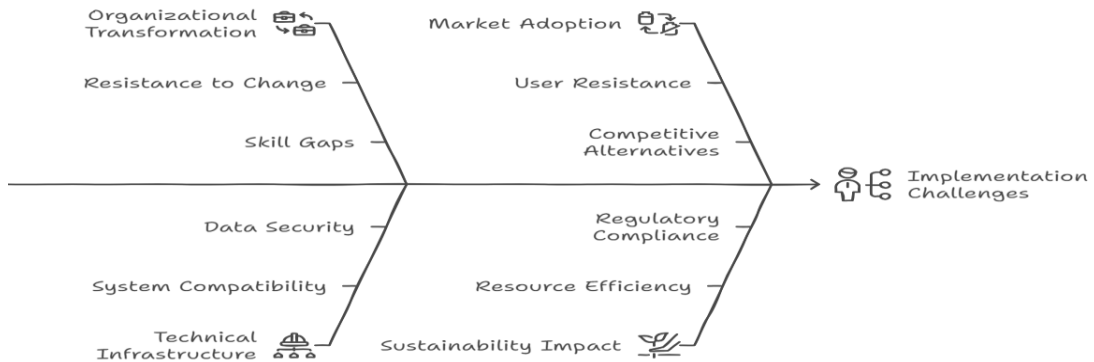 Organizational
Transformation
Resistance to Change
Skill Gaps
Market Adoption
User Resistance
Competitive
Alternatives
Implementation
Challenges
Data Security
System Compatibility
Technical
Infrastructure
Regulatory
Compliance
Resource Efficiency
Sustainability Impact